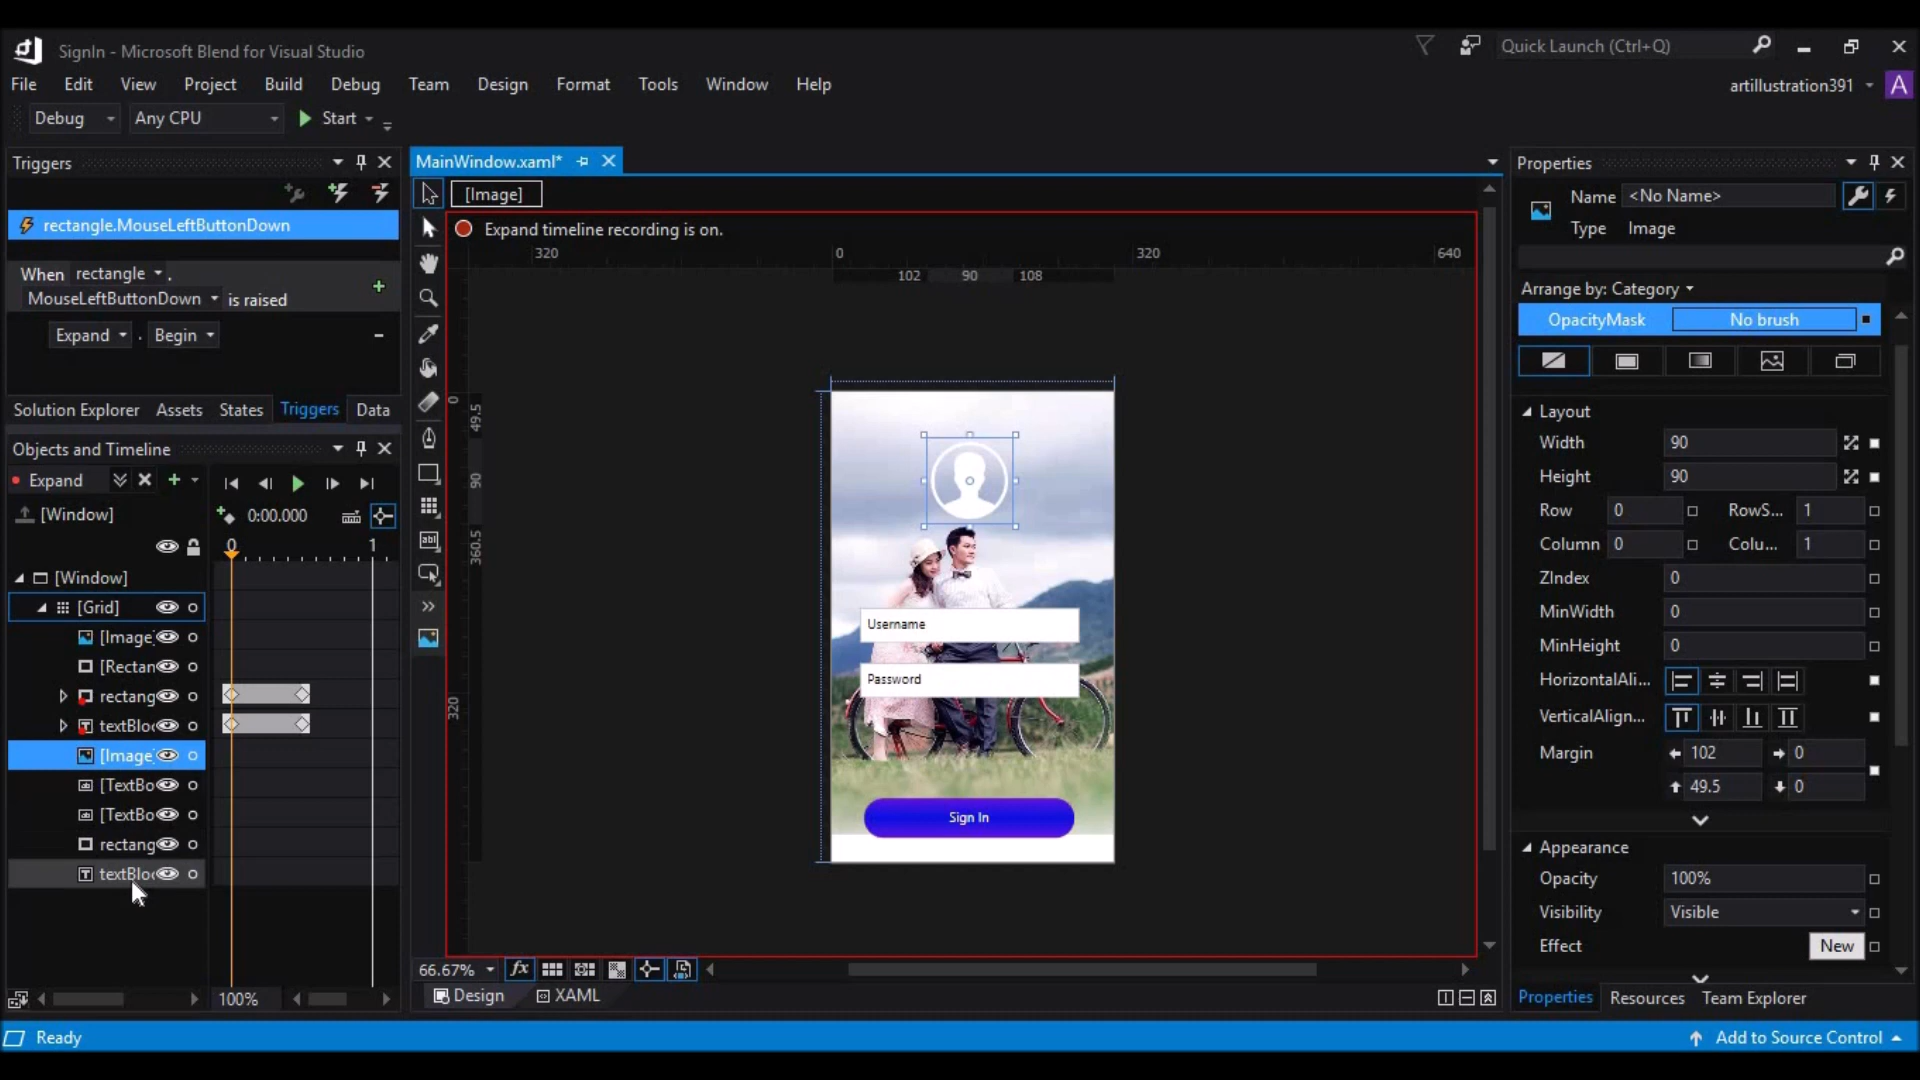 SignIn - Microsoft Blend for Visual Studio
Quick Launch (Ctrl+Q)
File Edit View Project Build Debug Team Design Format Tools Window Help
artillustration391 A
Debug Any CPU Start
Triggers
rectangle.MouseLeftButtonDown
When rectangle .
MouseLeftButtonDown is raised
Expand . Begin
Solution Explorer Assets States Triggers Data
Objects and Timeline
Expand
[Window]
0:00.000
0 1
[Window]
[Grid]
[Image]
[Rectan
rectang
textBloc
[Image]
[TextBo
[TextBo
rectang
textBloc
100%
MainWindow.xaml*
[Image]
Expand timeline recording is on.
320 0 320 640
102 90 108
0
49.5
90
360.5
320
Username
Password
Sign In
66.67% fx
Design XAML
Properties
Name <No Name>
Type Image
Arrange by: Category
OpacityMask No brush
Layout
Width 90
Height 90
Row 0 RowS... 1
Column 0 Colu... 1
ZIndex 0
MinWidth 0
MinHeight 0
HorizontalAli...
VerticalAlign...
Margin 102 0
49.5 0
Appearance
Opacity 100%
Visibility Visible
Effect New
Properties Resources Team Explorer
Ready
Add to Source Control